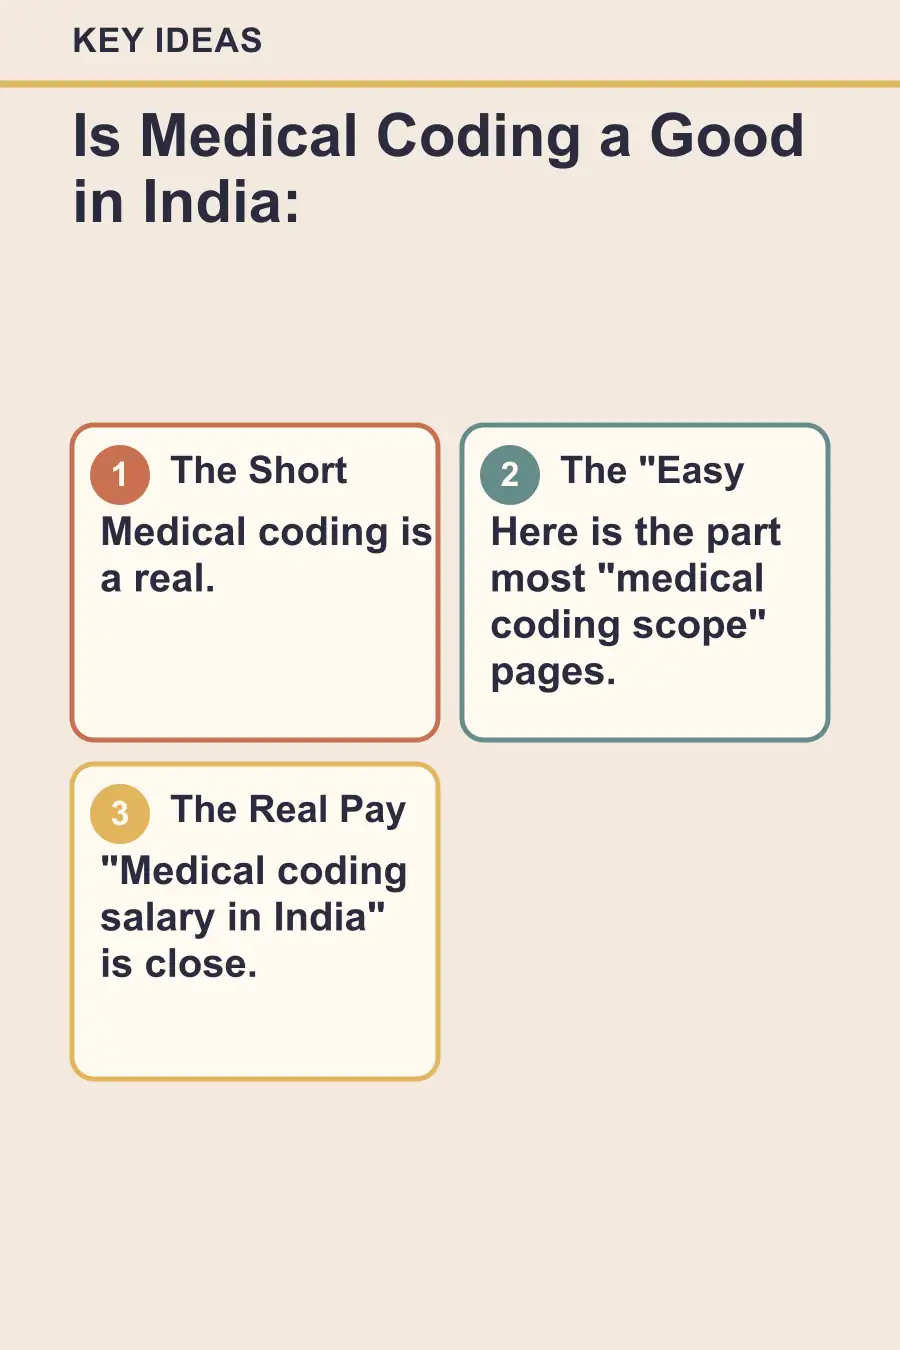 KEY IDEAS
Is Medical Coding a Good
in India:
1 The Short
Medical coding is
a real.
2 The "Easy
Here is the part
most "medical
coding scope"
pages.
3 The Real Pay
"Medical coding
salary in India"
is close.